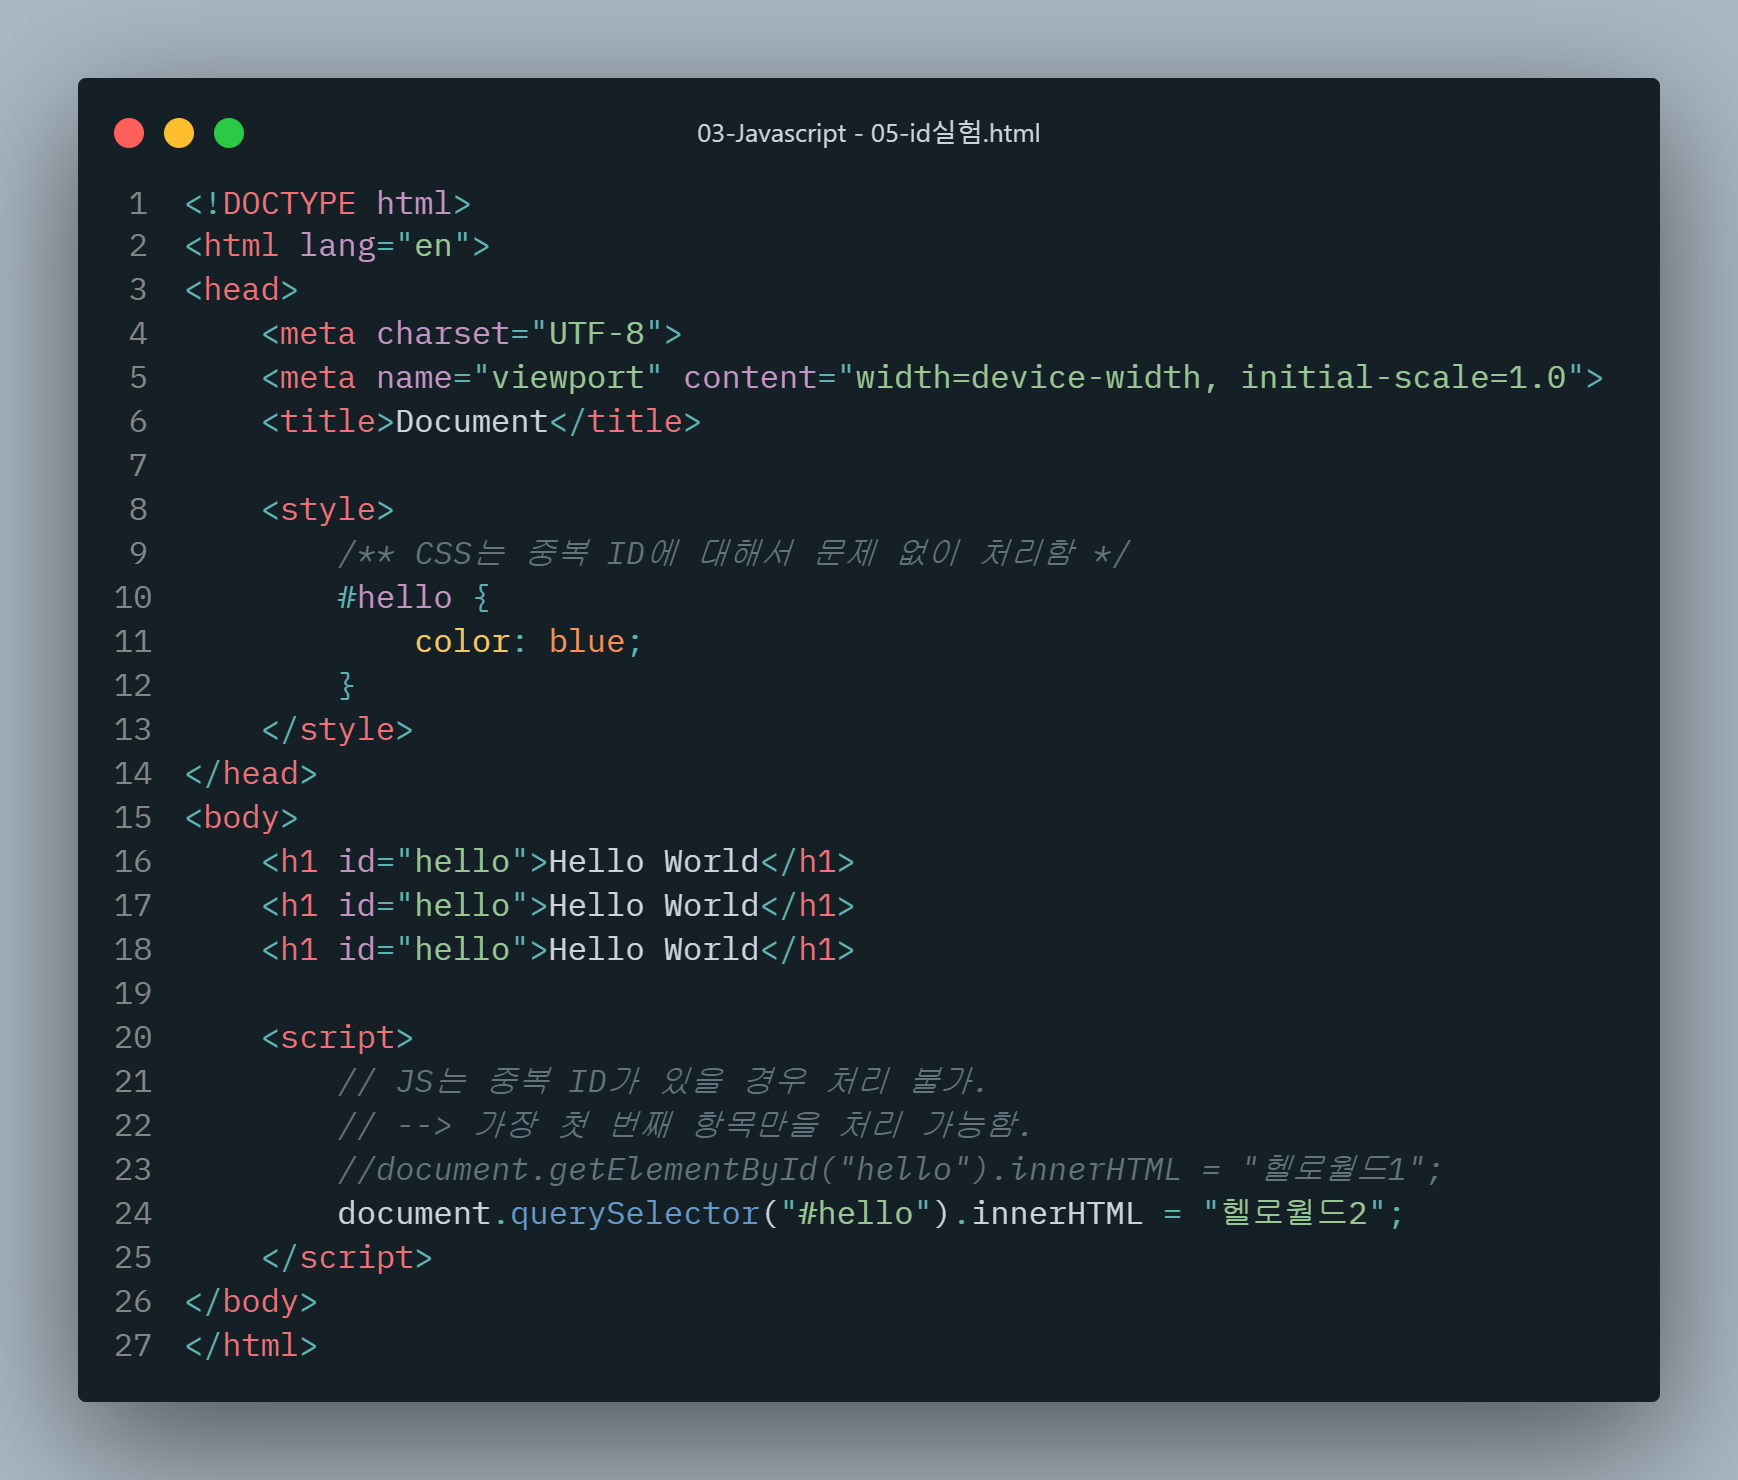 03-Javascript - 05-id실험.html
1 <!DOCTYPE html>
2 <html lang="en">
3 <head>
4     <meta charset="UTF-8">
5     <meta name="viewport" content="width=device-width, initial-scale=1.0">
6     <title>Document</title>
7
8     <style>
9         /** CSS는 중복 ID에 대해서 문제 없이 처리함 */
10         #hello {
11             color: blue;
12         }
13     </style>
14 </head>
15 <body>
16     <h1 id="hello">Hello World</h1>
17     <h1 id="hello">Hello World</h1>
18     <h1 id="hello">Hello World</h1>
19
20     <script>
21         // JS는 중복 ID가 있을 경우 처리 불가.
22         // --> 가장 첫 번째 항목만을 처리 가능함.
23         //document.getElementById("hello").innerHTML = "헬로월드1";
24         document.querySelector("#hello").innerHTML = "헬로월드2";
25     </script>
26 </body>
27 </html>